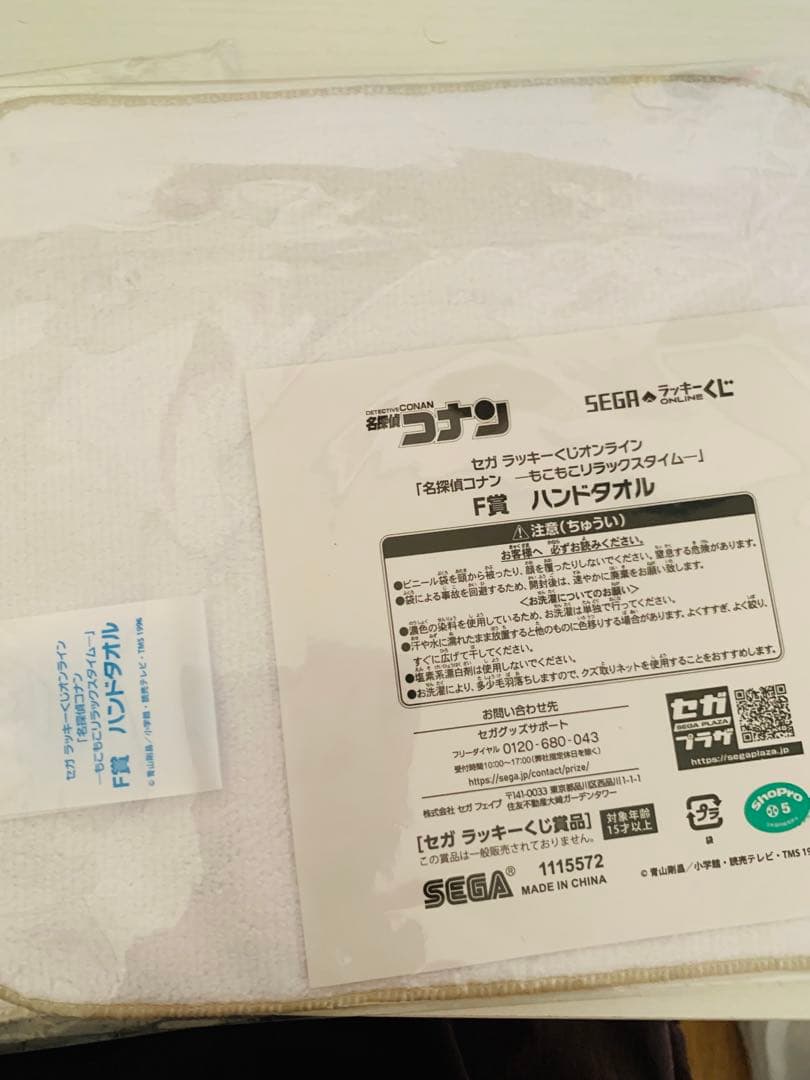 DETECTIVE CONAN
名探偵コナン
SEGA ラッキーくじ
ONLINE
セガ ラッキーくじオンライン
「名探偵コナン ―もこもこリラックスタイム―」
F賞 ハンドタオル
注意(ちゅうい)
お客様へ 必ずお読みください。
●ビニール袋を頭から被ったり、顔を覆ったりしないでください。窒息する危険があります。
●袋による事故を回避するため、開封後は、速やかに廃棄をお願い致します。
<お洗濯についてのお願い>
●濃色の染料を使用しているため、お洗濯は単独で行ってください。
●汗や水に濡れたまま放置すると他のものに色移りする場合があります。よくすすぎ、よく絞り、
すぐに広げて干してください。
●塩素系漂白剤は使用しないでください。
●お洗濯により、多少毛羽落ちしますので、クズ取りネットを使用することをおすすめします。
お問い合わせ先
セガグッズサポート
フリーダイヤル 0120-680-043
受付時間10:00~17:00(弊社指定休日を除く)
https://sega.jp/contact/prize/
セガ
SEGA PLAZA
プラザ
https://segaplaza.jp
株式会社 セガ フェイブ 〒141-0033 東京都品川区西品川1-1-1
住友不動産大崎ガーデンタワー
[セガ ラッキーくじ賞品]
この賞品は一般販売されておりません。
対象年齢
15才以上
プラ
袋
ShoPro
5
SEGA® 1115572
MADE IN CHINA
© 青山剛昌/小学館・読売テレビ・TMS 1996
セガ ラッキーくじオンライン
「名探偵コナン
―もこもこリラックスタイム―」
F賞 ハンドタオル
© 青山剛昌/小学館・読売テレビ・TMS 1996